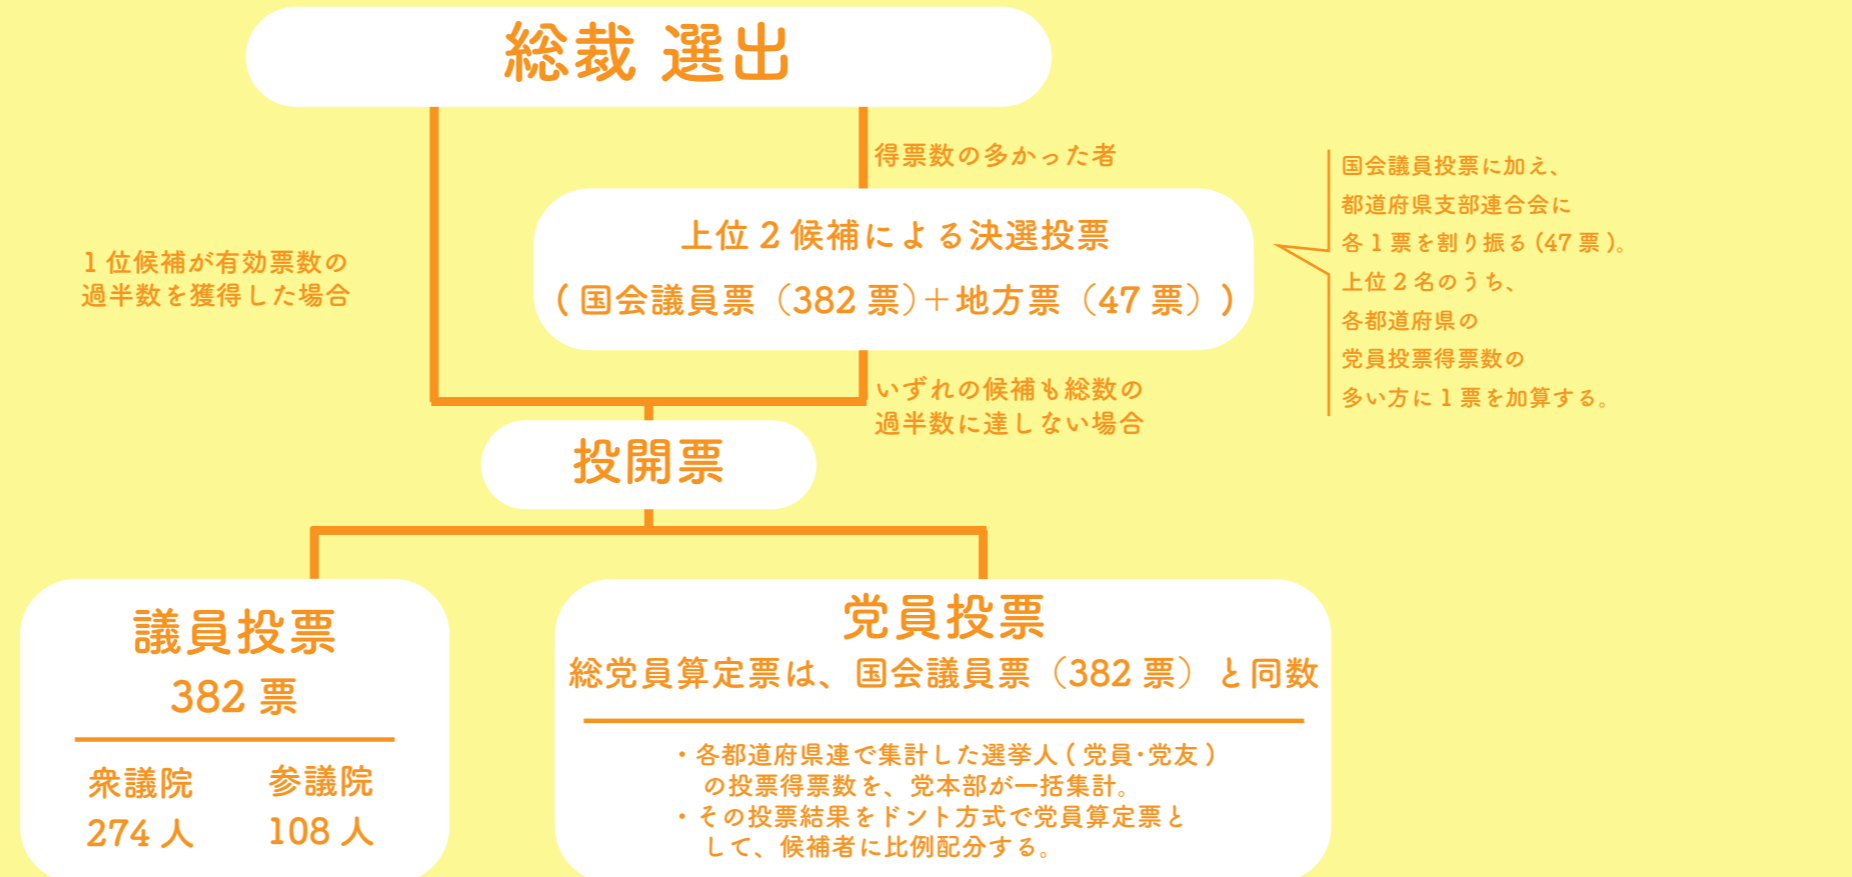 総裁 選出
得票数の多かった者
国会議員投票に加え、
都道府県支部連合会に
各1票を割り振る(47票)。
上位2名のうち、
各都道府県の
党員投票得票数の
多い方に1票を加算する。
上位2候補による決選投票
(国会議員票（382票）＋地方票（47票）)
1位候補が有効票数の
過半数を獲得した場合
いずれの候補も総数の
過半数に達しない場合
投開票
議員投票
382票
衆議院 参議院
274人 108人
党員投票
総党員算定票は、国会議員票（382票）と同数
・各都道府県連で集計した選挙人(党員･党友)
の投票得票数を、党本部が一括集計。
・その投票結果をドント方式で党員算定票と
して、候補者に比例配分する。